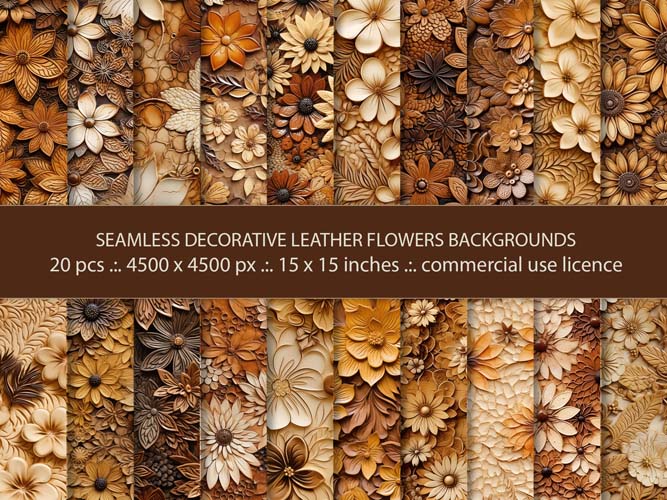 SEAMLESS DECORATIVE LEATHER FLOWERS BACKGROUNDS
20 pcs .:. 4500 x 4500 px .:. 15 x 15 inches .:. commercial use licence